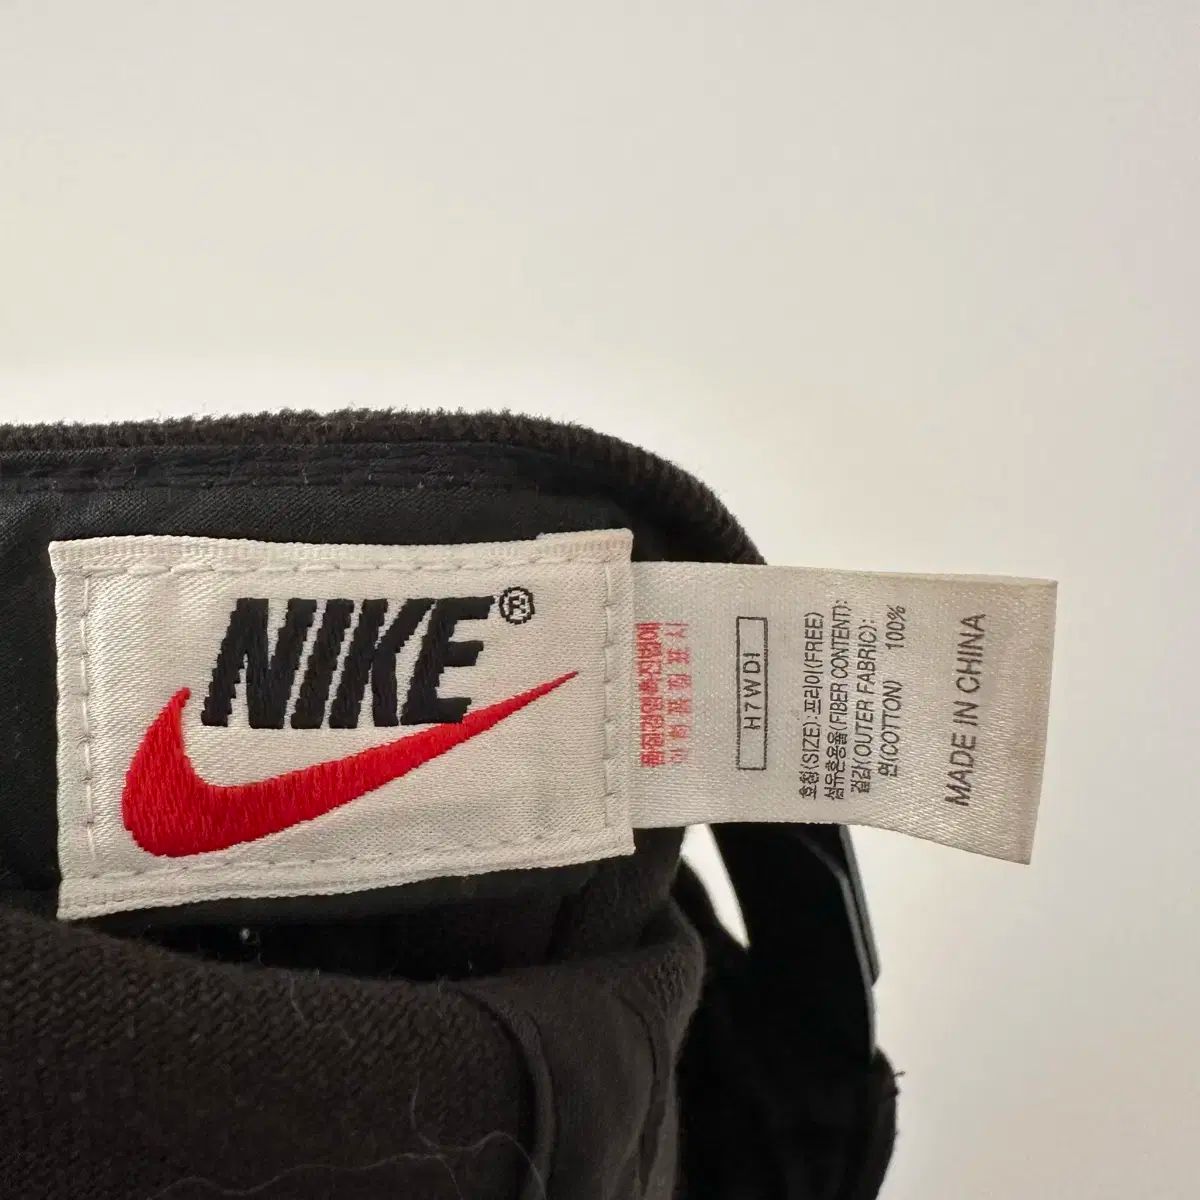 NIKE®
H7WD1
호칭(SIZE):프리(FREE)
섬유혼용율(FIBER CONTENT):
겉감(OUTER FABRIC):
면(COTTON) 100%
MADE IN CHINA